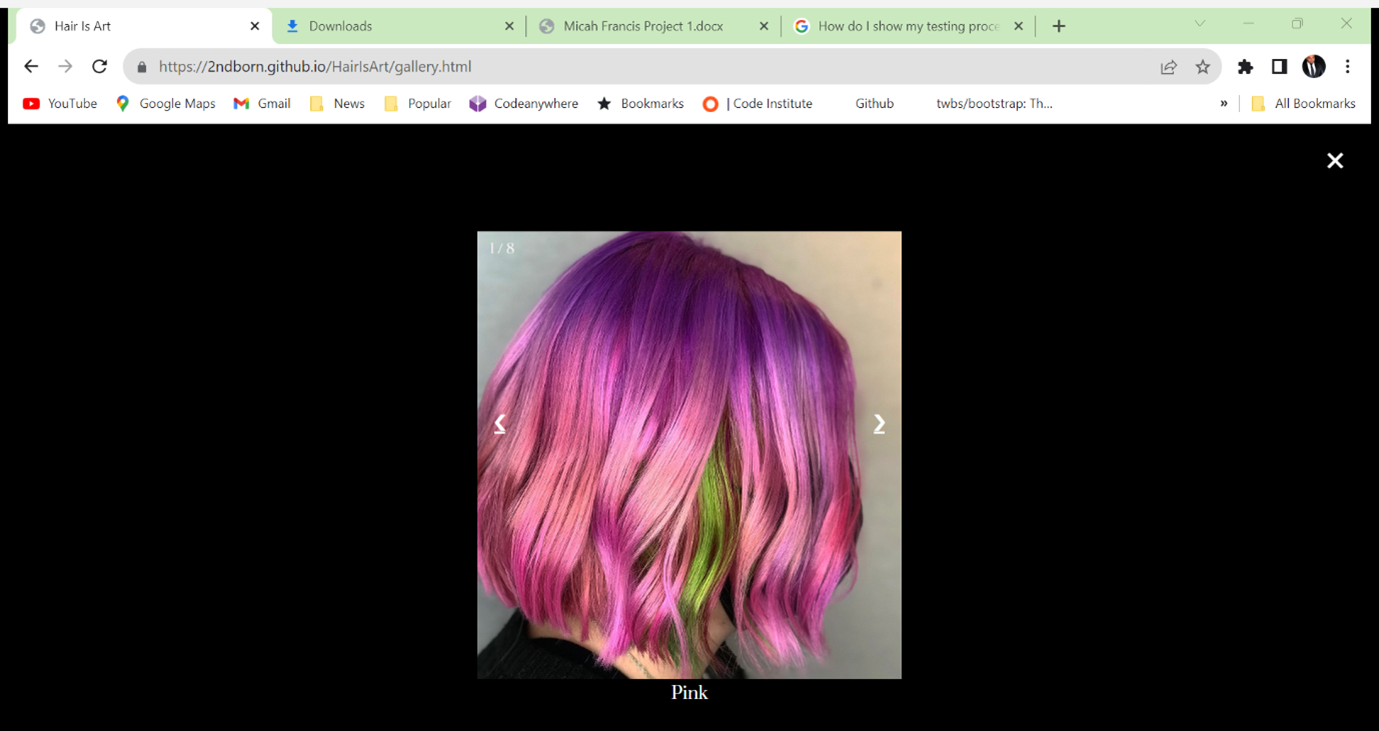 Hair Is Art
Downloads
Micah Francis Project 1.docx
How do I show my testing proce
https://2ndborn.github.io/HairIsArt/gallery.html
YouTube Google Maps Gmail News Popular Codeanywhere Bookmarks | Code Institute Github twbs/bootstrap: Th... » All Bookmarks
1 / 8
Pink